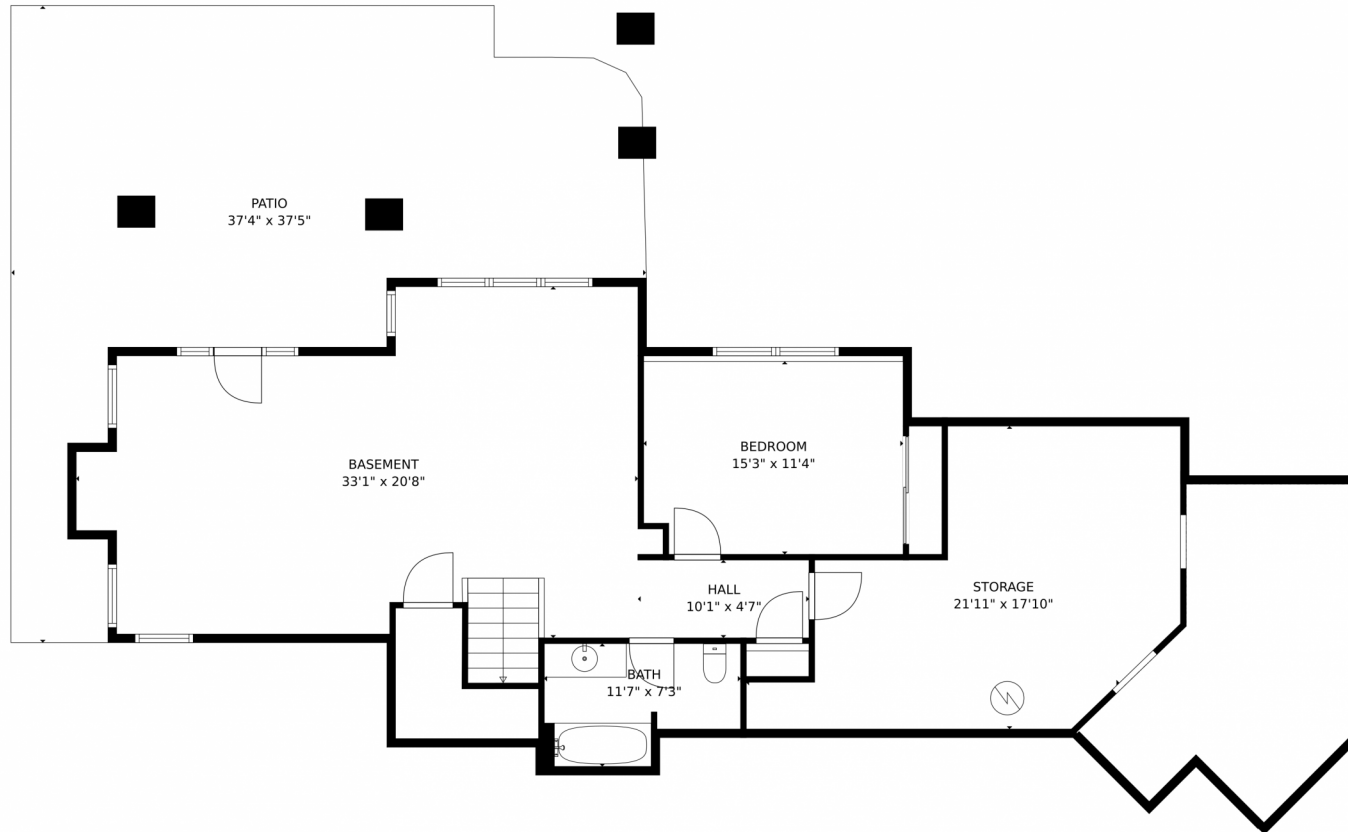 PATIO
37'4" x 37'5"
BASEMENT
33'1" x 20'8"
BEDROOM
15'3" x 11'4"
HALL
10'1" x 4'7"
STORAGE
21'11" x 17'10"
BATH
11'7" x 7'3"